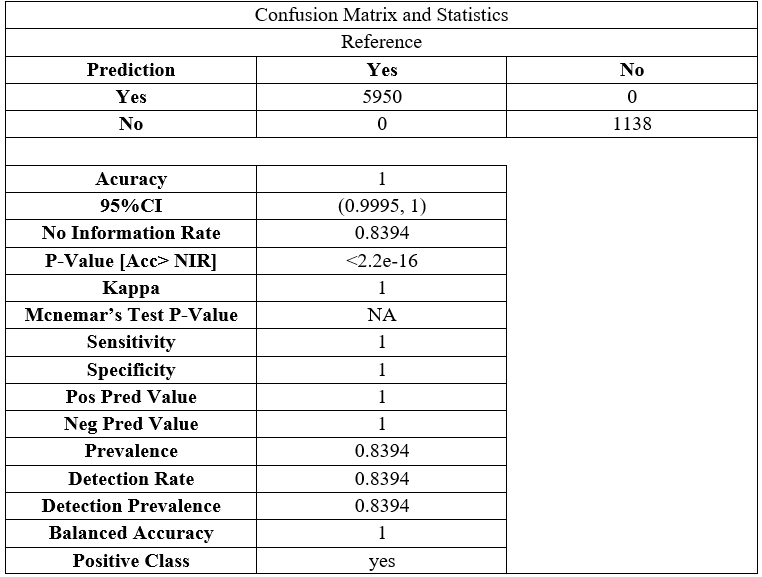 Confusion Matrix and Statistics
Reference
Prediction Yes No
Yes 5950 0
No 0 1138
Acuracy 1
95%CI (0.9995, 1)
No Information Rate 0.8394
P-Value [Acc> NIR] <2.2e-16
Kappa 1
Mcnemar’s Test P-Value NA
Sensitivity 1
Specificity 1
Pos Pred Value 1
Neg Pred Value 1
Prevalence 0.8394
Detection Rate 0.8394
Detection Prevalence 0.8394
Balanced Accuracy 1
Positive Class yes